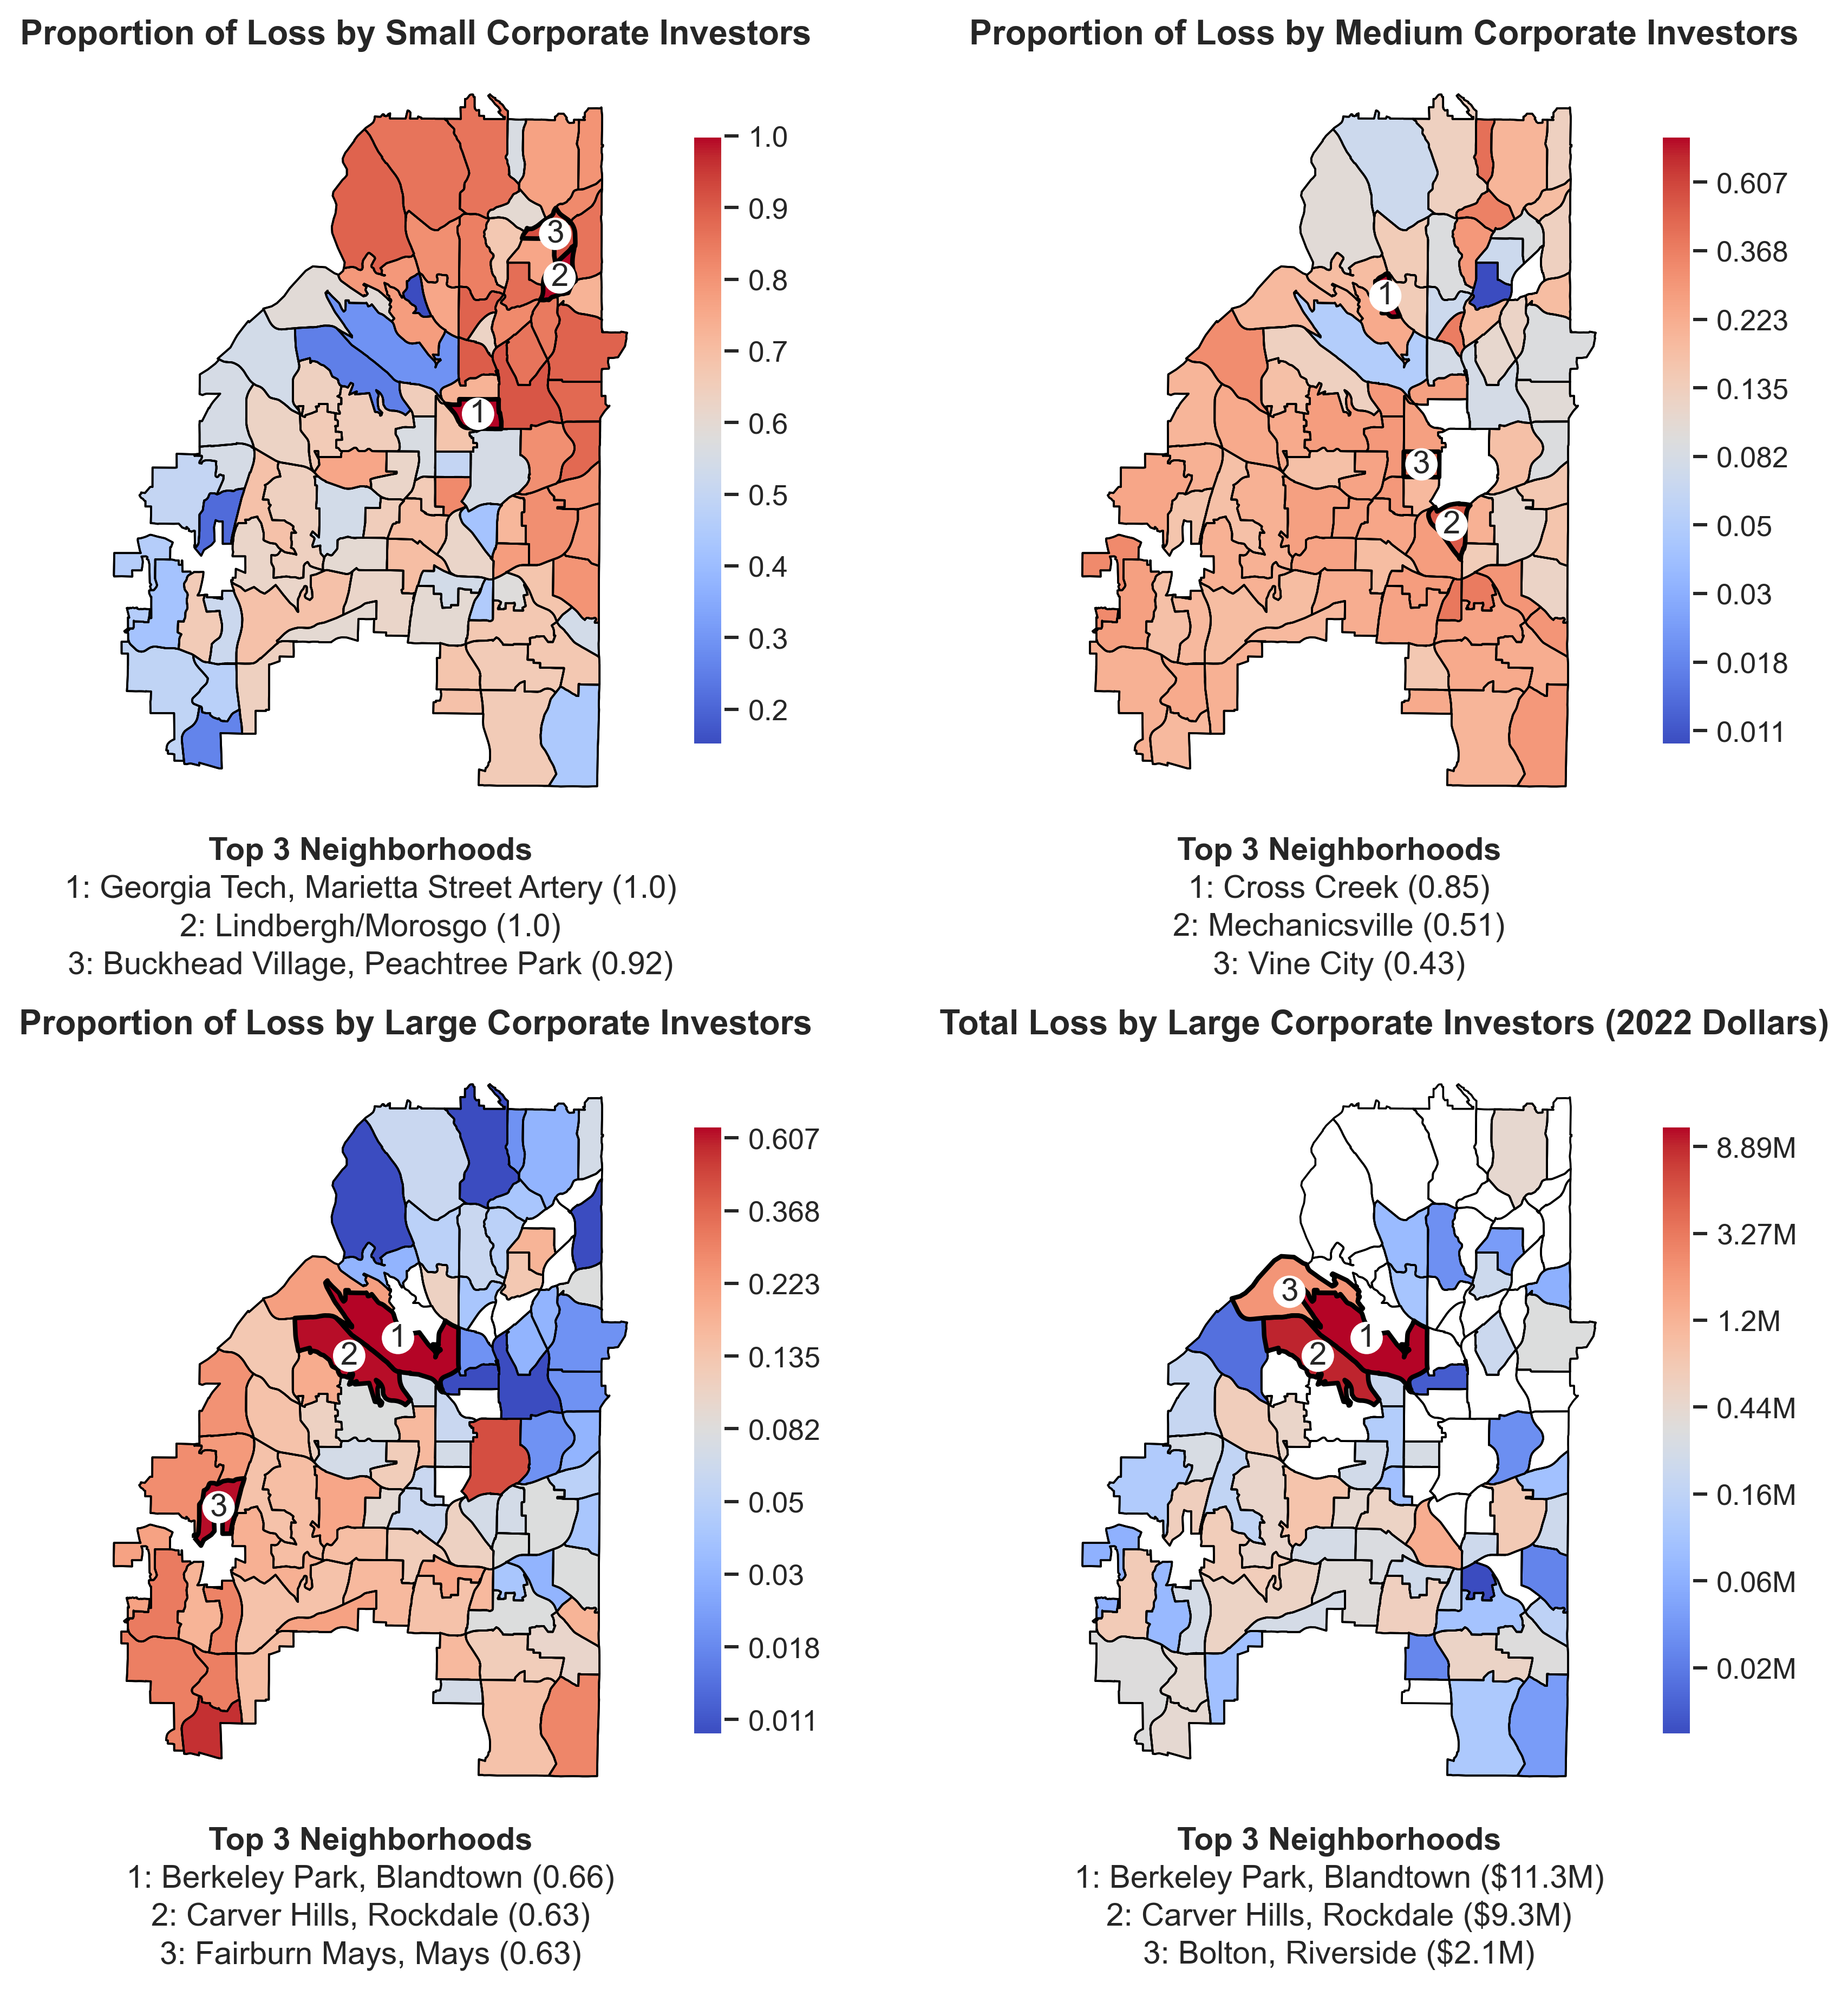 Proportion of Loss by Small Corporate Investors
1.0
0.9
0.8
0.7
0.6
0.5
0.4
0.3
0.2
3
2
1
Top 3 Neighborhoods
1: Georgia Tech, Marietta Street Artery (1.0)
2: Lindbergh/Morosgo (1.0)
3: Buckhead Village, Peachtree Park (0.92)
Proportion of Loss by Medium Corporate Investors
0.607
0.368
0.223
0.135
0.082
0.05
0.03
0.018
0.011
1
3
2
Top 3 Neighborhoods
1: Cross Creek (0.85)
2: Mechanicsville (0.51)
3: Vine City (0.43)
Proportion of Loss by Large Corporate Investors
0.607
0.368
0.223
0.135
0.082
0.05
0.03
0.018
0.011
1
2
3
Top 3 Neighborhoods
1: Berkeley Park, Blandtown (0.66)
2: Carver Hills, Rockdale (0.63)
3: Fairburn Mays, Mays (0.63)
Total Loss by Large Corporate Investors (2022 Dollars)
8.89M
3.27M
1.2M
0.44M
0.16M
0.06M
0.02M
3
1
2
Top 3 Neighborhoods
1: Berkeley Park, Blandtown ($11.3M)
2: Carver Hills, Rockdale ($9.3M)
3: Bolton, Riverside ($2.1M)